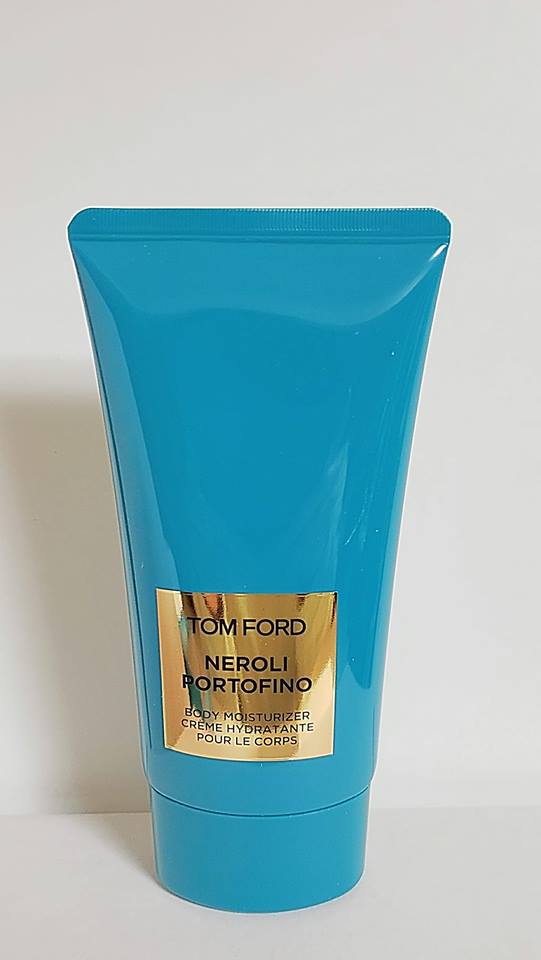 TOM FORD
NEROLI
PORTOFINO
BODY MOISTURIZER
CRÈME HYDRATANTE
POUR LE CORPS